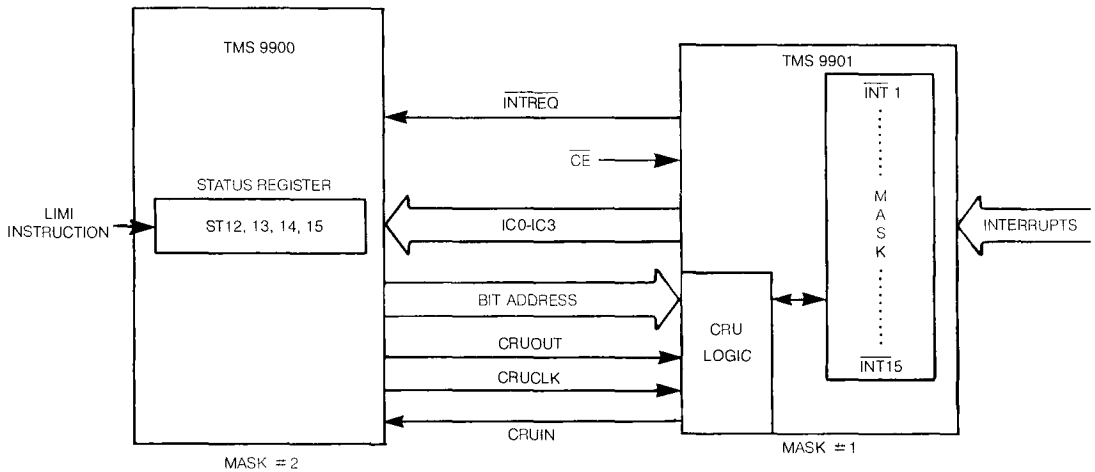 TMS 9900
TMS 9901
INT 1
INTREQ
CE
STATUS REGISTER
LIMI
INSTRUCTION
ST12, 13, 14, 15
IC0-IC3
MASK
INTERRUPTS
BIT ADDRESS
CRU
LOGIC
CRUOUT
CRUCLK
INT15
CRUIN
MASK #1
MASK #2